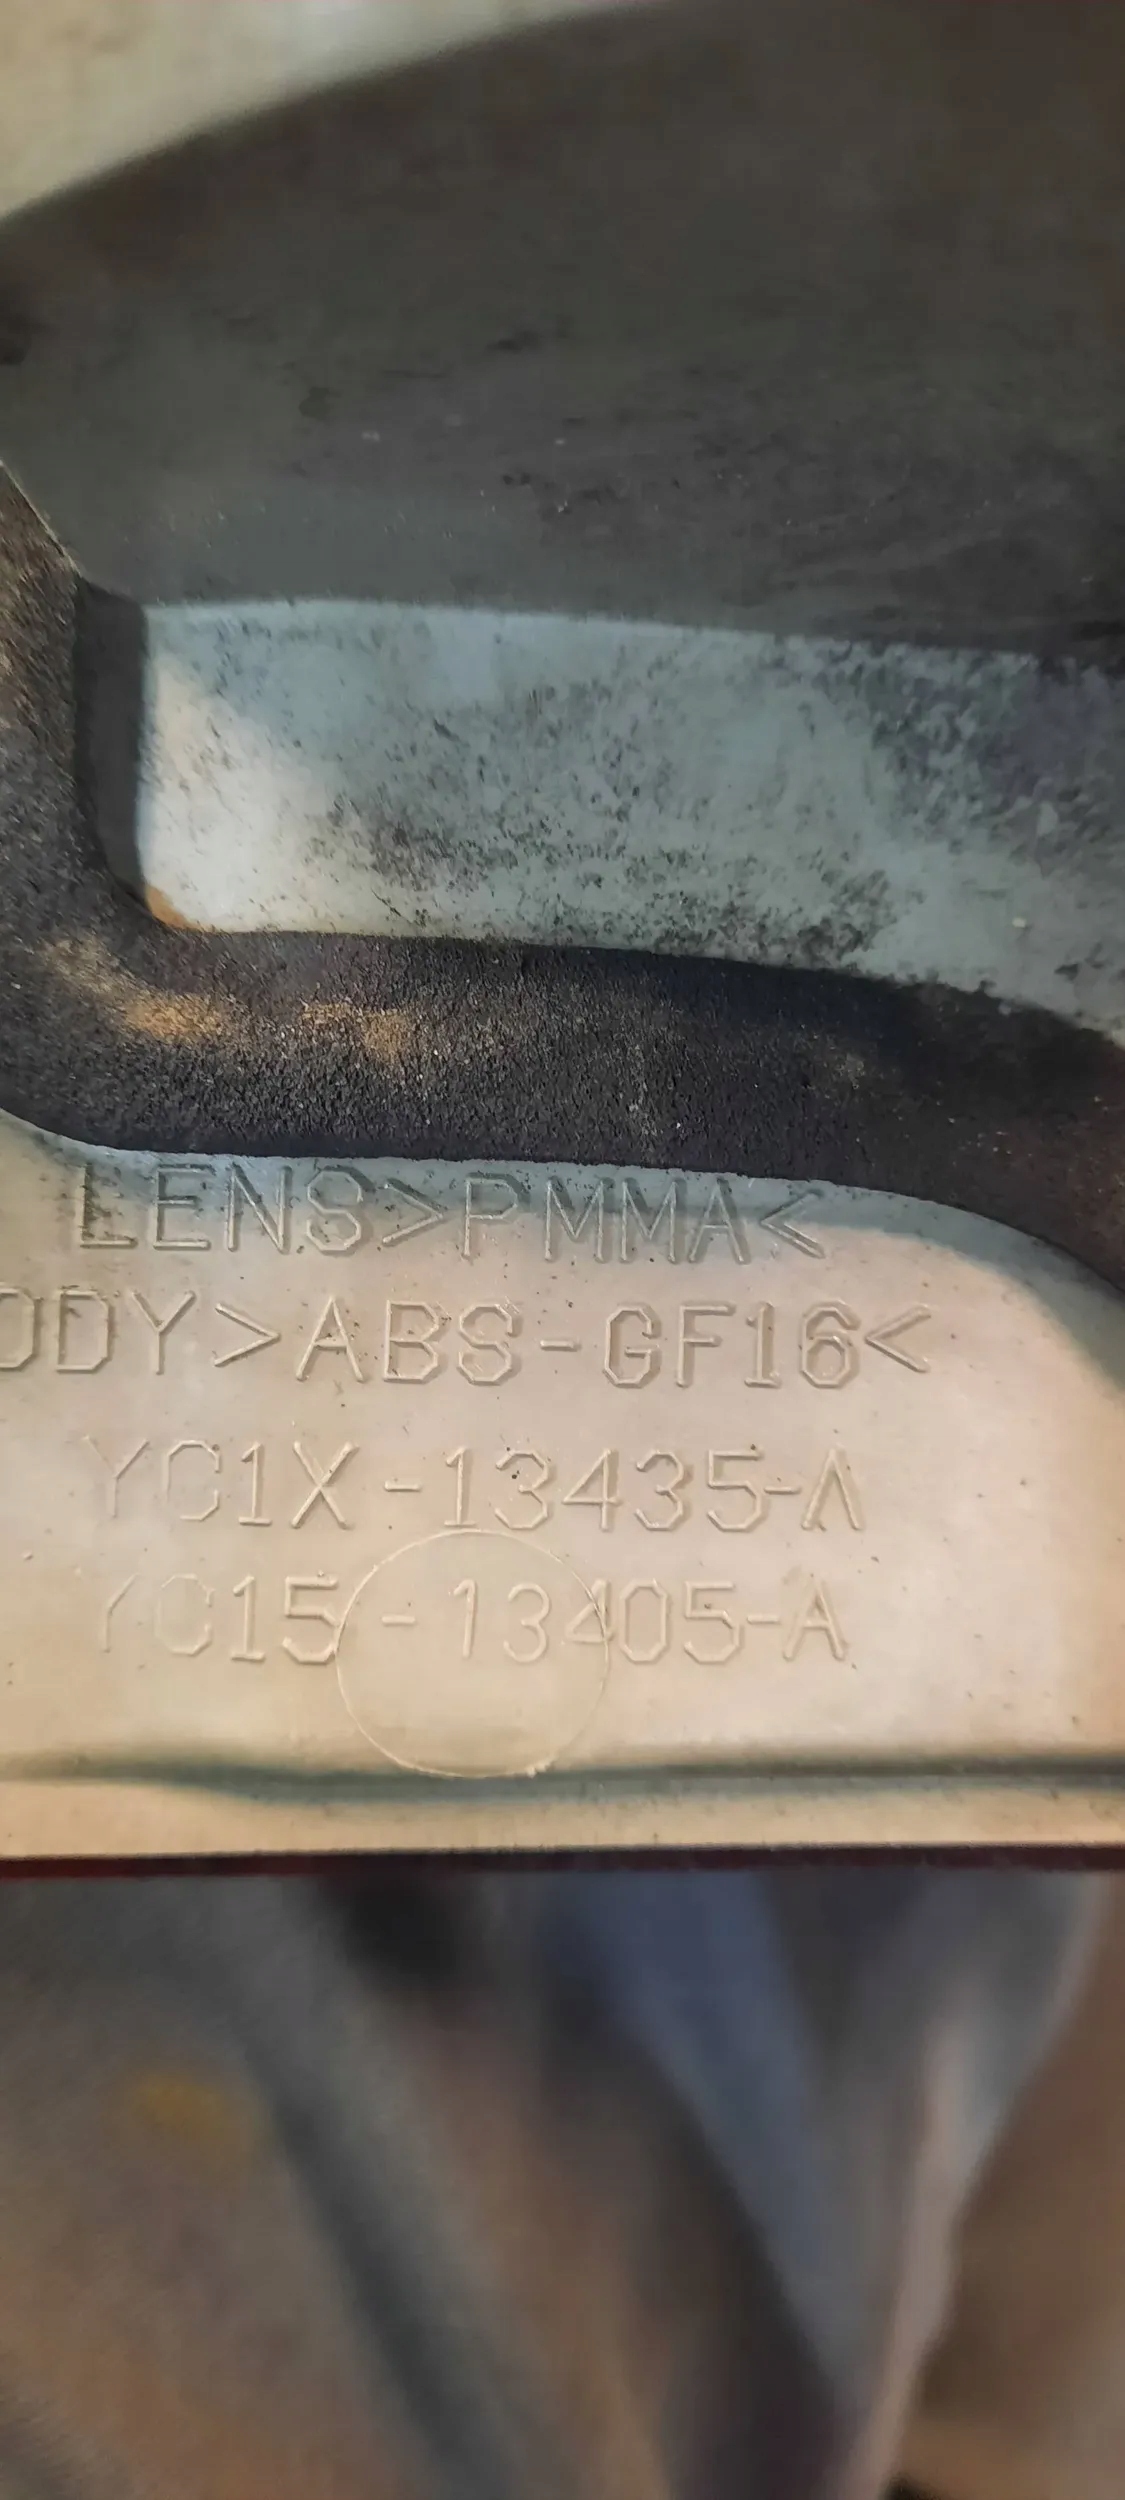 LENS>PMMA<
ODY>ABS-GF16<
YC1X-13435-A
YC15-13405-A